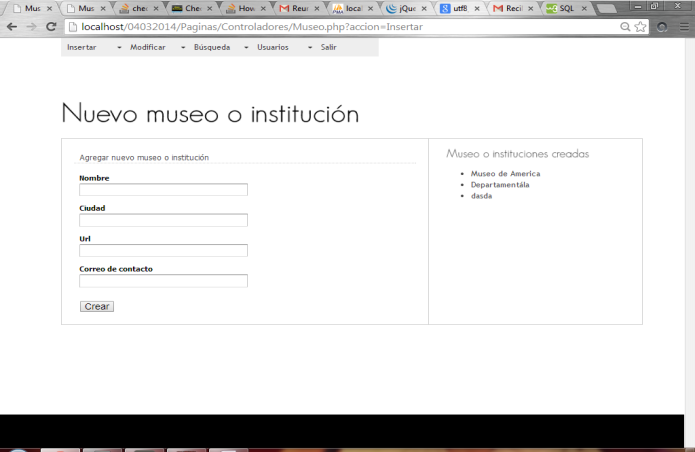 Mus
Mus
che
Che
Hov
Reu
local
jQue
utf8
Recil
SQL
localhost/04032014/Paginas/Controladores/Museo.php?accion=Insertar
Insertar Modificar Búsqueda Usuarios Salir
Nuevo museo o institución
Agregar nuevo museo o institución
Nombre
Ciudad
Url
Correo de contacto
Crear
Museo o instituciones creadas
Museo de America
Departamentála
dasda